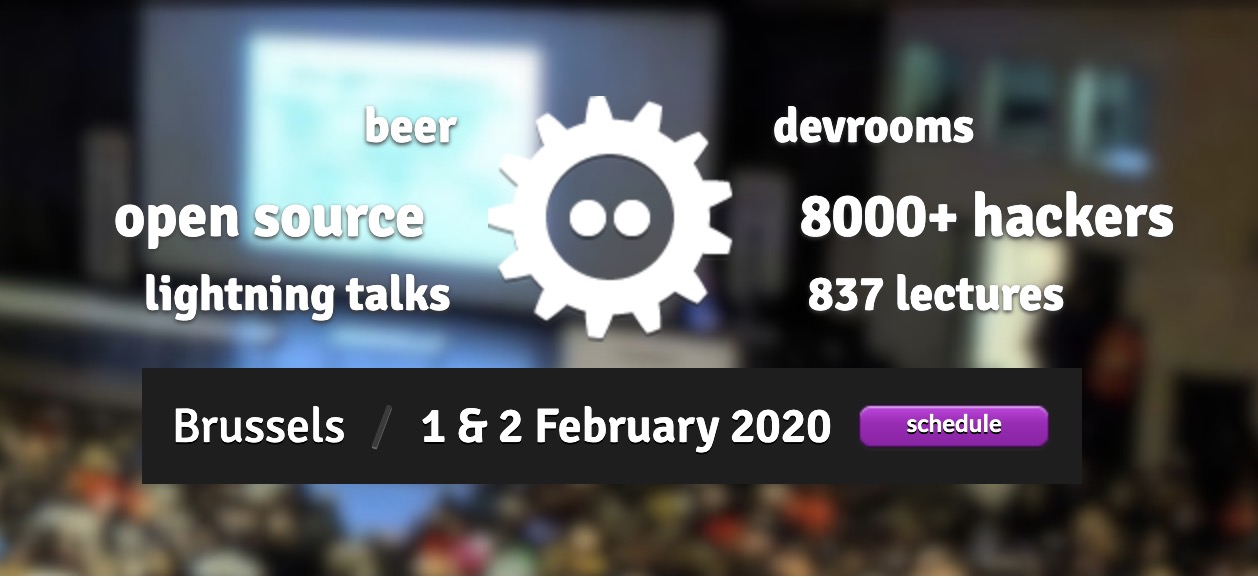 beer
devrooms
open source
8000+ hackers
lightning talks
837 lectures
Brussels / 1 & 2 February 2020 schedule